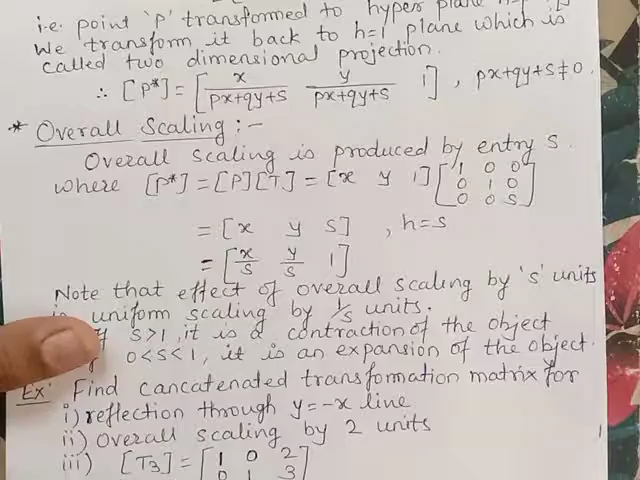 i.e. point 'p' transformed to hyper plane
We transform it back to h=1 plane which is
called two dimensional projection.
∴ [P*] = [x/(px+qy+s) y/(px+qy+s) 1], px+qy+s≠0.
* Overall Scaling :-
Overall scaling is produced by entry s.
where [P*] = [P][T] = [x y 1] [1 0 0
0 1 0
0 0 s]
= [x y s] , h=s
= [x/s y/s 1]
Note that effect of overall scaling by 's' units
uniform scaling by 1/s units.
s>1, it is a contraction of the object
0<s<1, it is an expansion of the object.
Ex: Find cancatenated transformation matrix for
i) reflection through y=-x line
ii) Overall scaling by 2 units
iii) [T3] = [1 0 2
0 1 3]